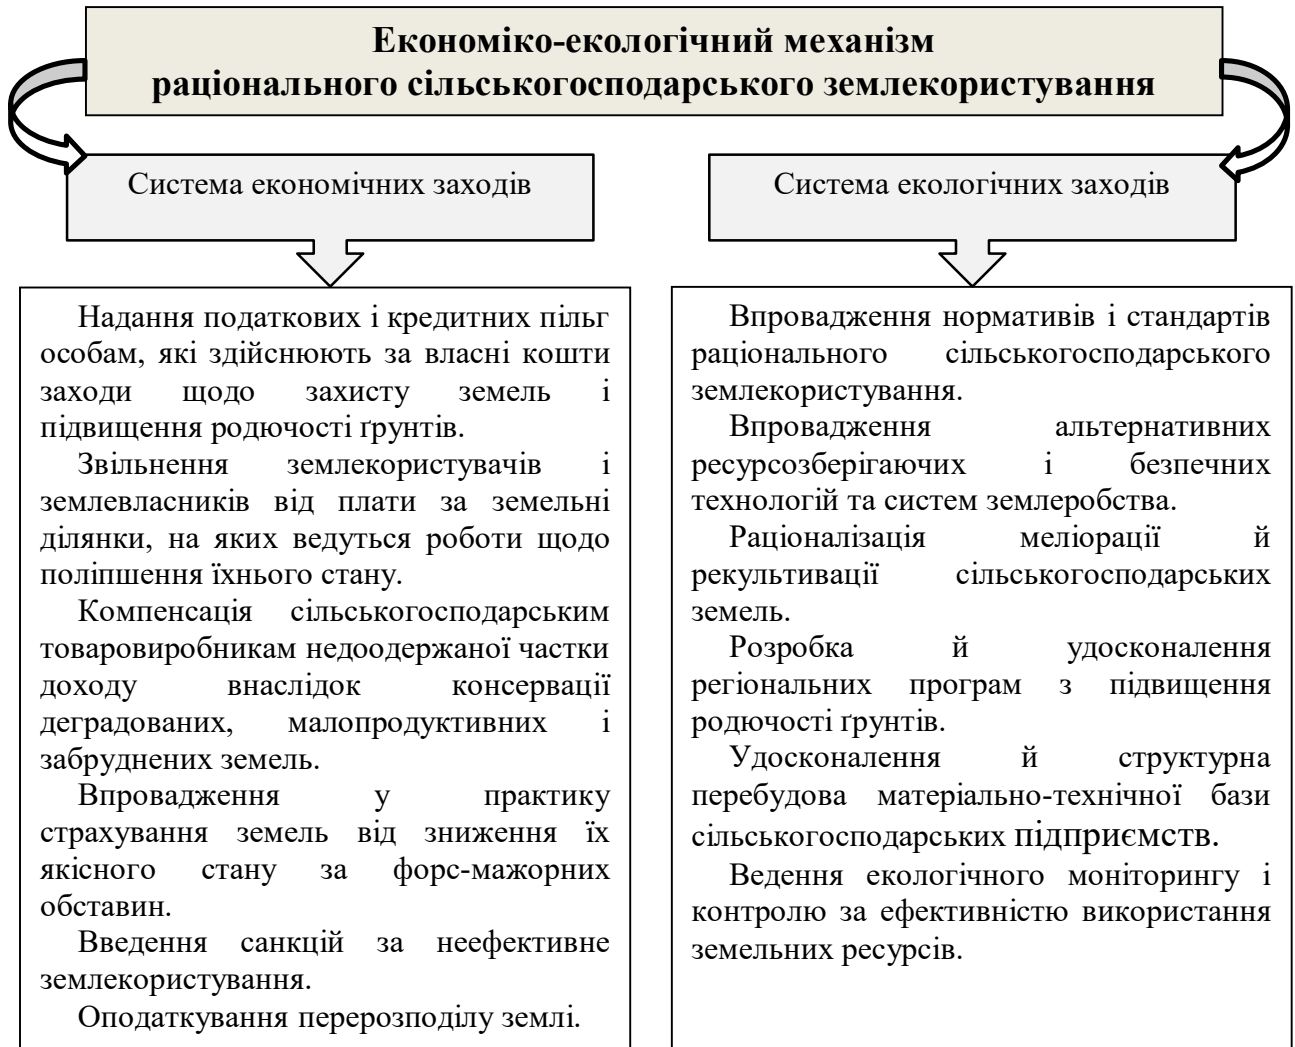 Економіко-екологічний механізм
раціонального сільськогосподарського землекористування
Система економічних заходів
Надання податкових і кредитних пільг
особам, які здійснюють за власні кошти
заходи щодо захисту земель і
підвищення родючості ґрунтів.
Звільнення землекористувачів і
землевласників від плати за земельні
ділянки, на яких ведуться роботи щодо
поліпшення їхнього стану.
Компенсація сільськогосподарським
товаровиробникам недоодержаної частки
доходу внаслідок консервації
деградованих, малопродуктивних і
забруднених земель.
Впровадження у практику
страхування земель від зниження їх
якісного стану за форс-мажорних
обставин.
Введення санкцій за неефективне
землекористування.
Оподаткування перерозподілу землі.
Система екологічних заходів
Впровадження нормативів і стандартів
раціонального сільськогосподарського
землекористування.
Впровадження альтернативних
ресурсозберігаючих і безпечних
технологій та систем землеробства.
Раціоналізація меліорації й
рекультивації сільськогосподарських
земель.
Розробка й удосконалення
регіональних програм з підвищення
родючості ґрунтів.
Удосконалення й структурна
перебудова матеріально-технічної бази
сільськогосподарських підприємств.
Ведення екологічного моніторингу і
контролю за ефективністю використання
земельних ресурсів.